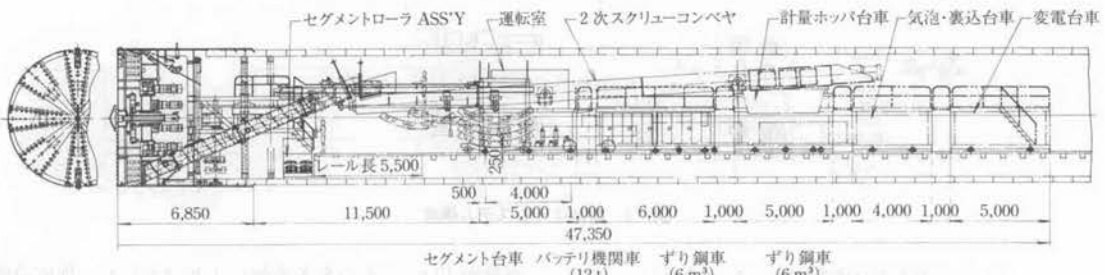 セグメントローラ ASS'Y 運転室 2次スクリューコンベヤ 計量ホッパ台車 気泡・裏込台車 変電台車
レール長 5,500
250
500 4,000
6,850 11,500 5,000 1,000 6,000 1,000 5,000 1,000 4,000 1,000 5,000
47,350
セグメント台車 バッテリ機関車 ずり鋼車 ずり鋼車
(12t) (6m³) (6m³)